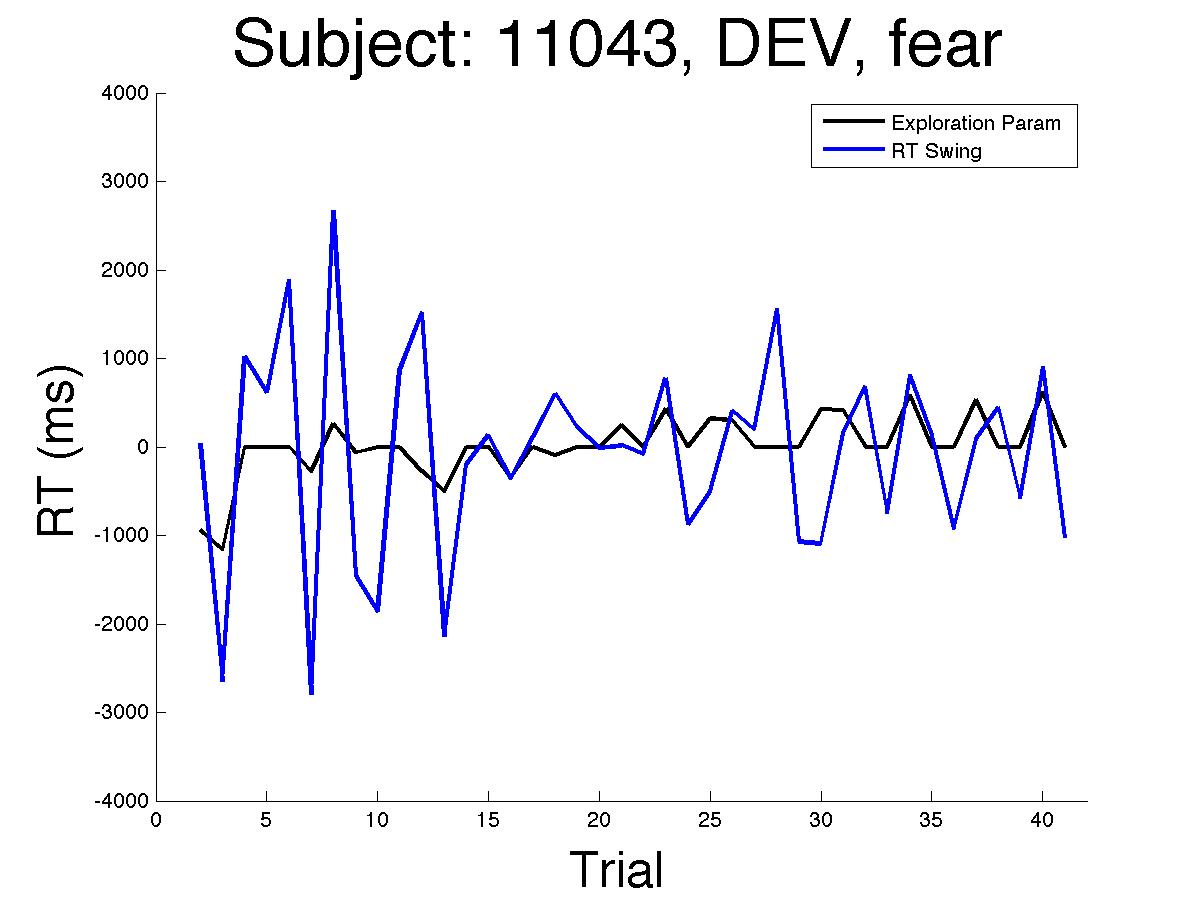 Subject: 11043, DEV, fear
Exploration Param
RT Swing
4000
3000
2000
1000
0
-1000
-2000
-3000
-4000
RT (ms)
0 5 10 15 20 25 30 35 40
Trial